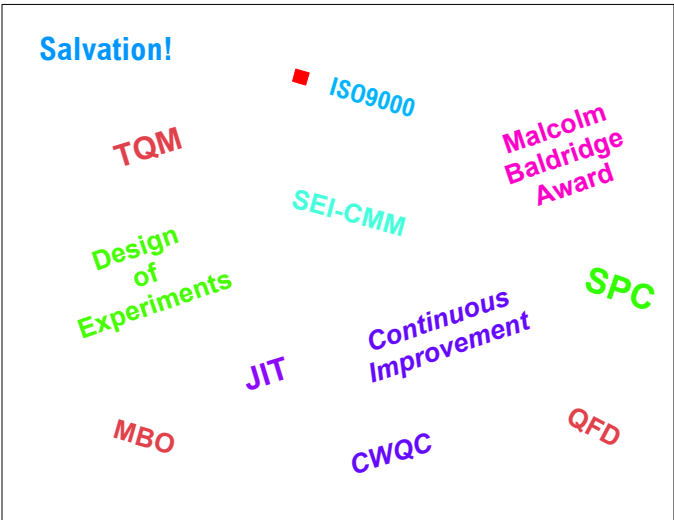 Salvation!
ISO9000
TQM
Malcolm
Baldridge
Award
SEI-CMM
Design
of
Experiments
SPC
Continuous
Improvement
JIT
MBO
QFD
CWQC